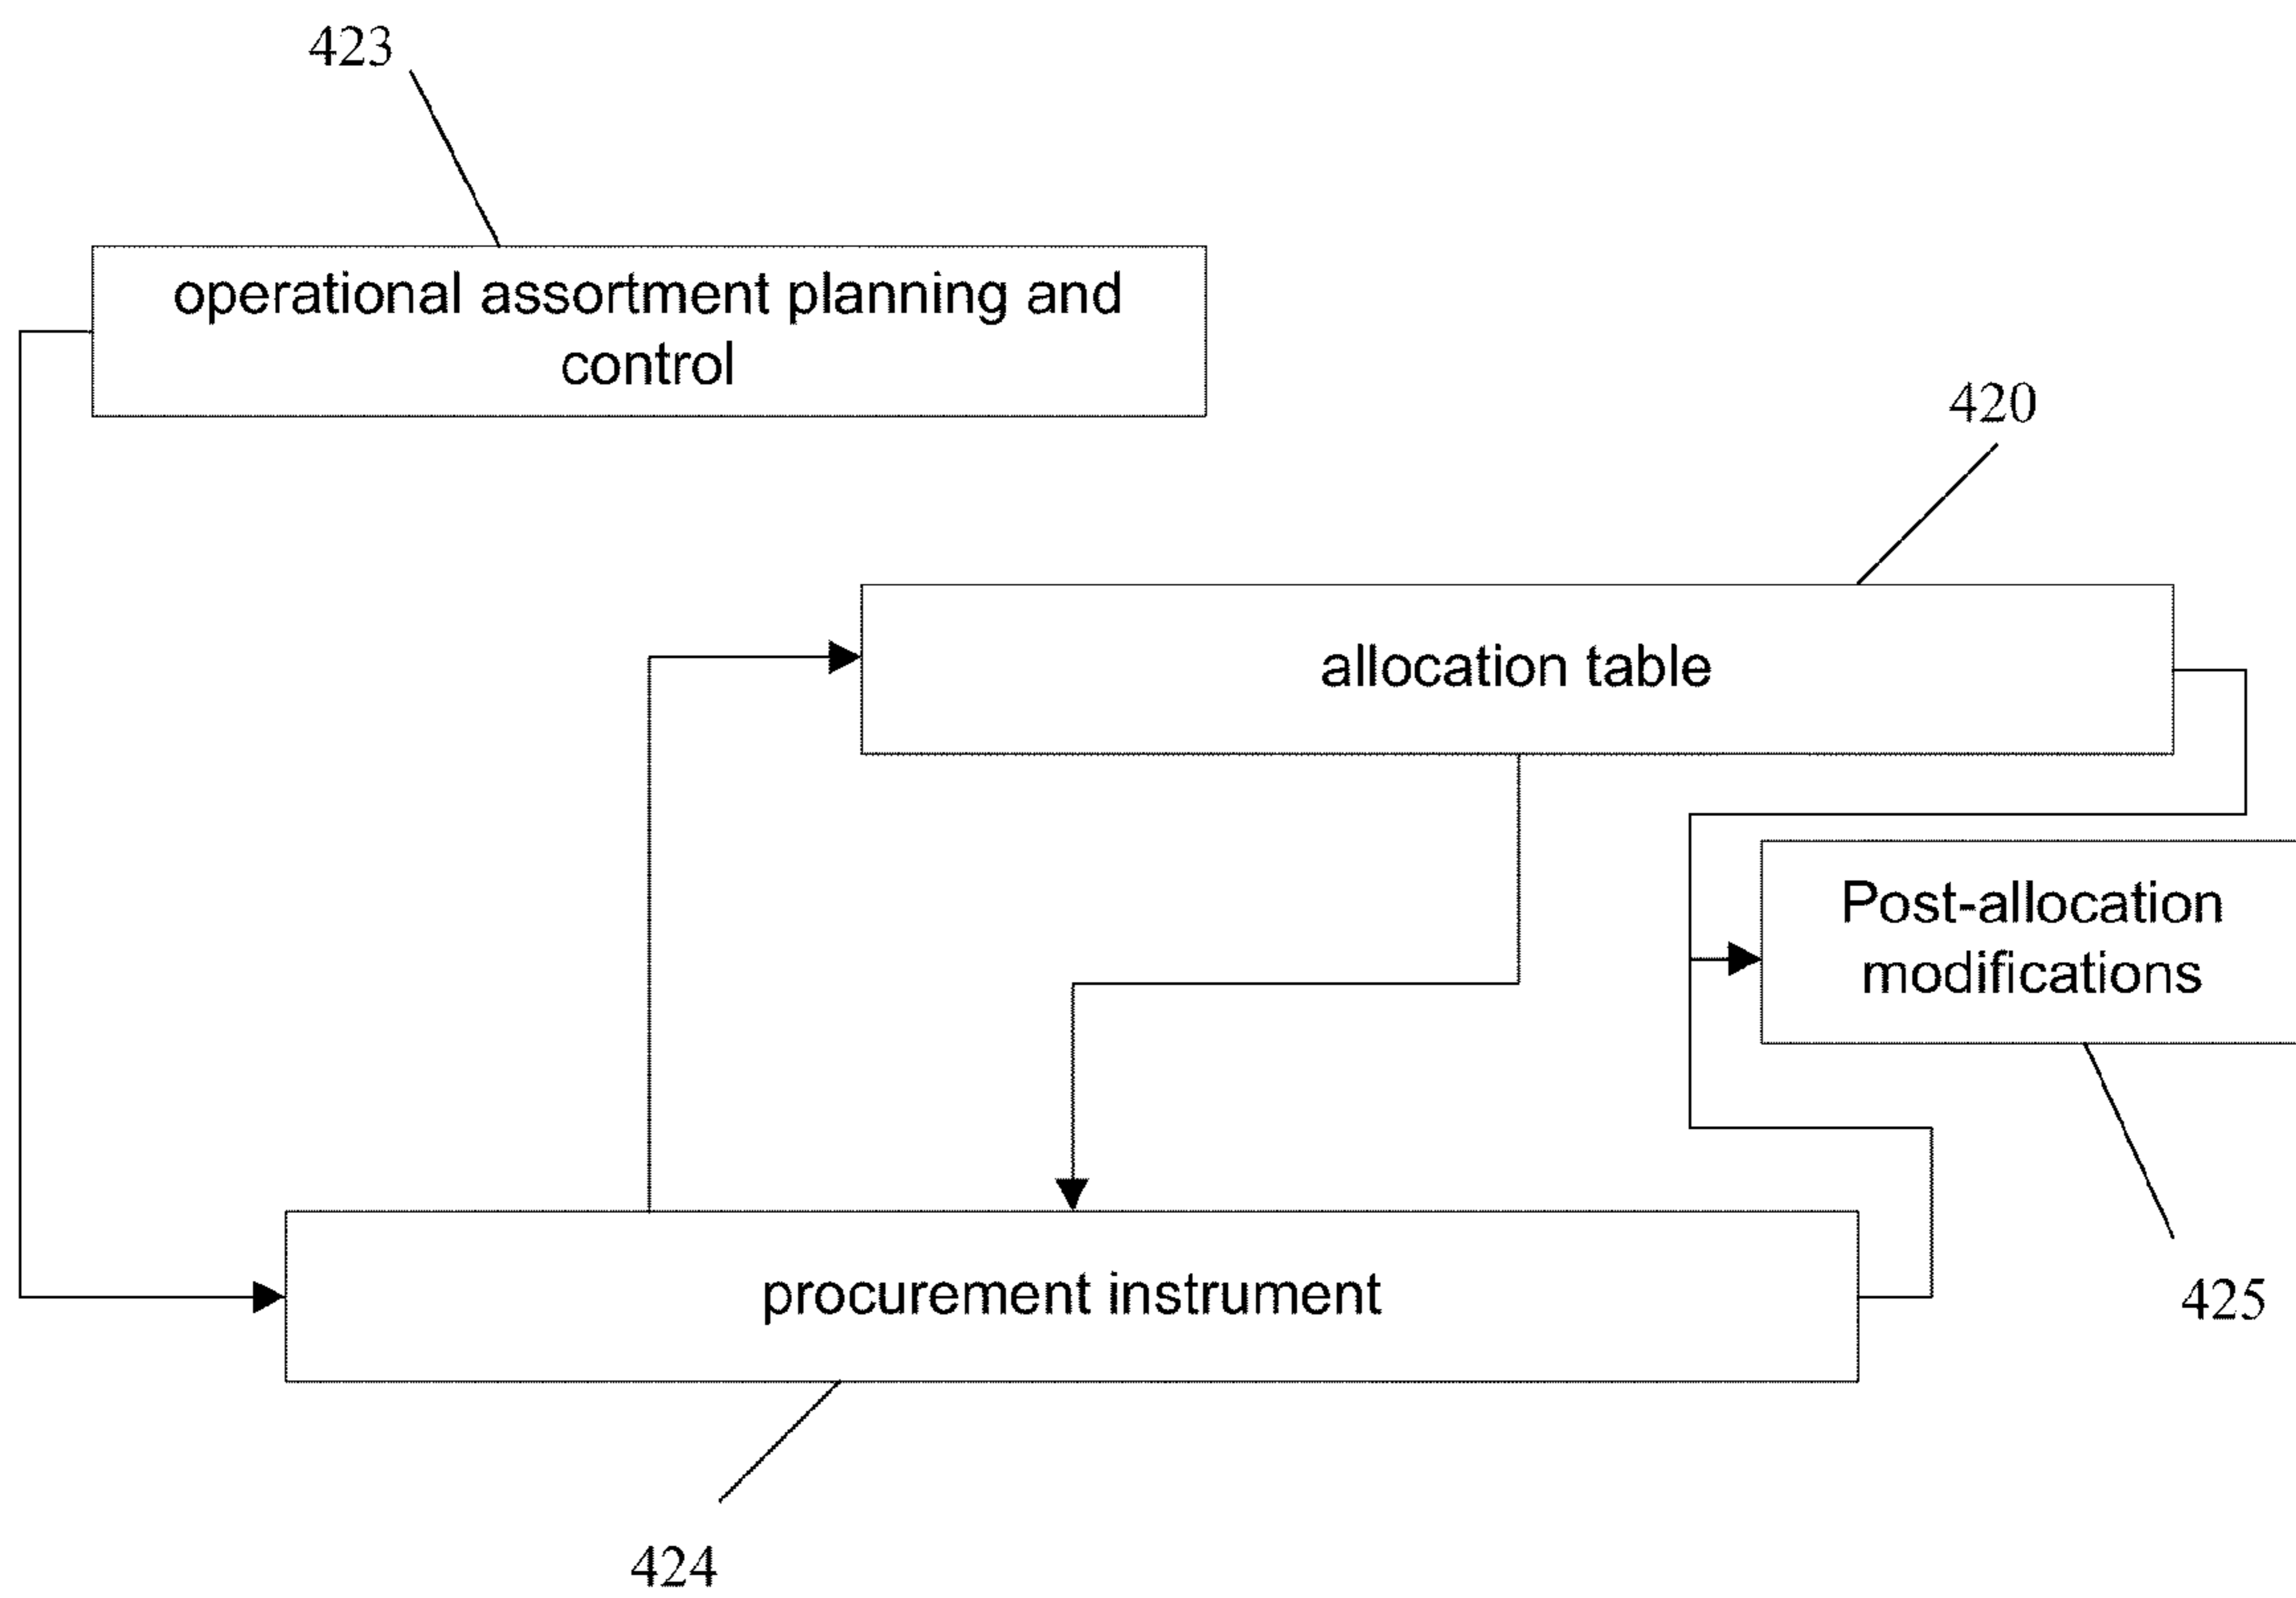 423
operational assortment planning and
control
420
allocation table
Post-allocation
modifications
procurement instrument
425
424